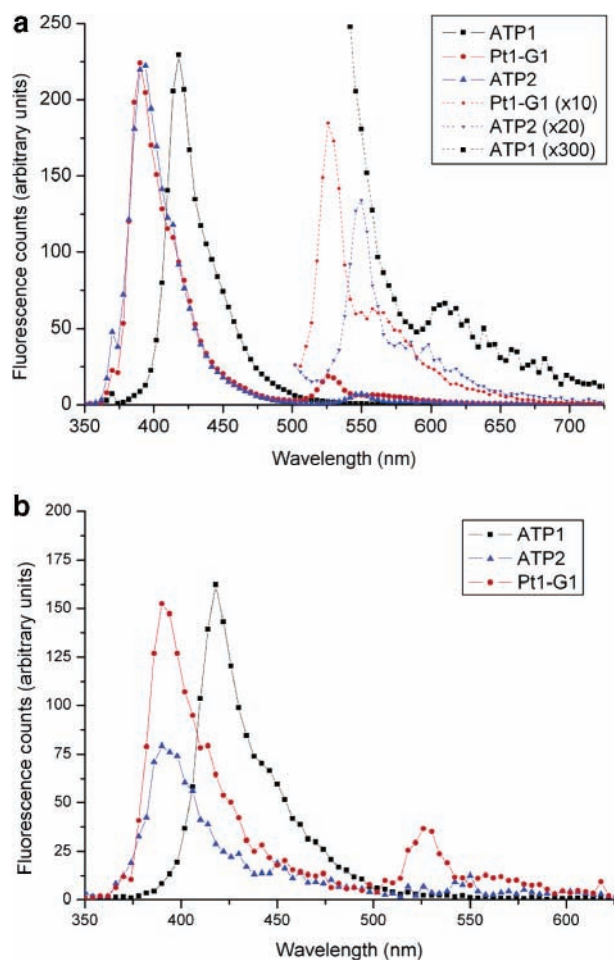 a
250
200
150
100
50
0
Fluorescence counts (arbitrary units)
ATP1
Pt1-G1
ATP2
Pt1-G1 (x10)
ATP2 (x20)
ATP1 (x300)
350 400 450 500 550 600 650 700
Wavelength (nm)
b
200
175
150
125
100
75
50
25
0
Fluorescence counts (arbitrary units)
ATP1
ATP2
Pt1-G1
350 400 450 500 550 600
Wavelength (nm)